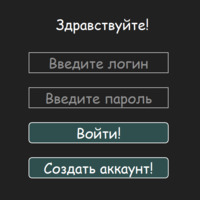 Здравствуйте!
Введите логин
Введите пароль
Войти!
Создать аккаунт!